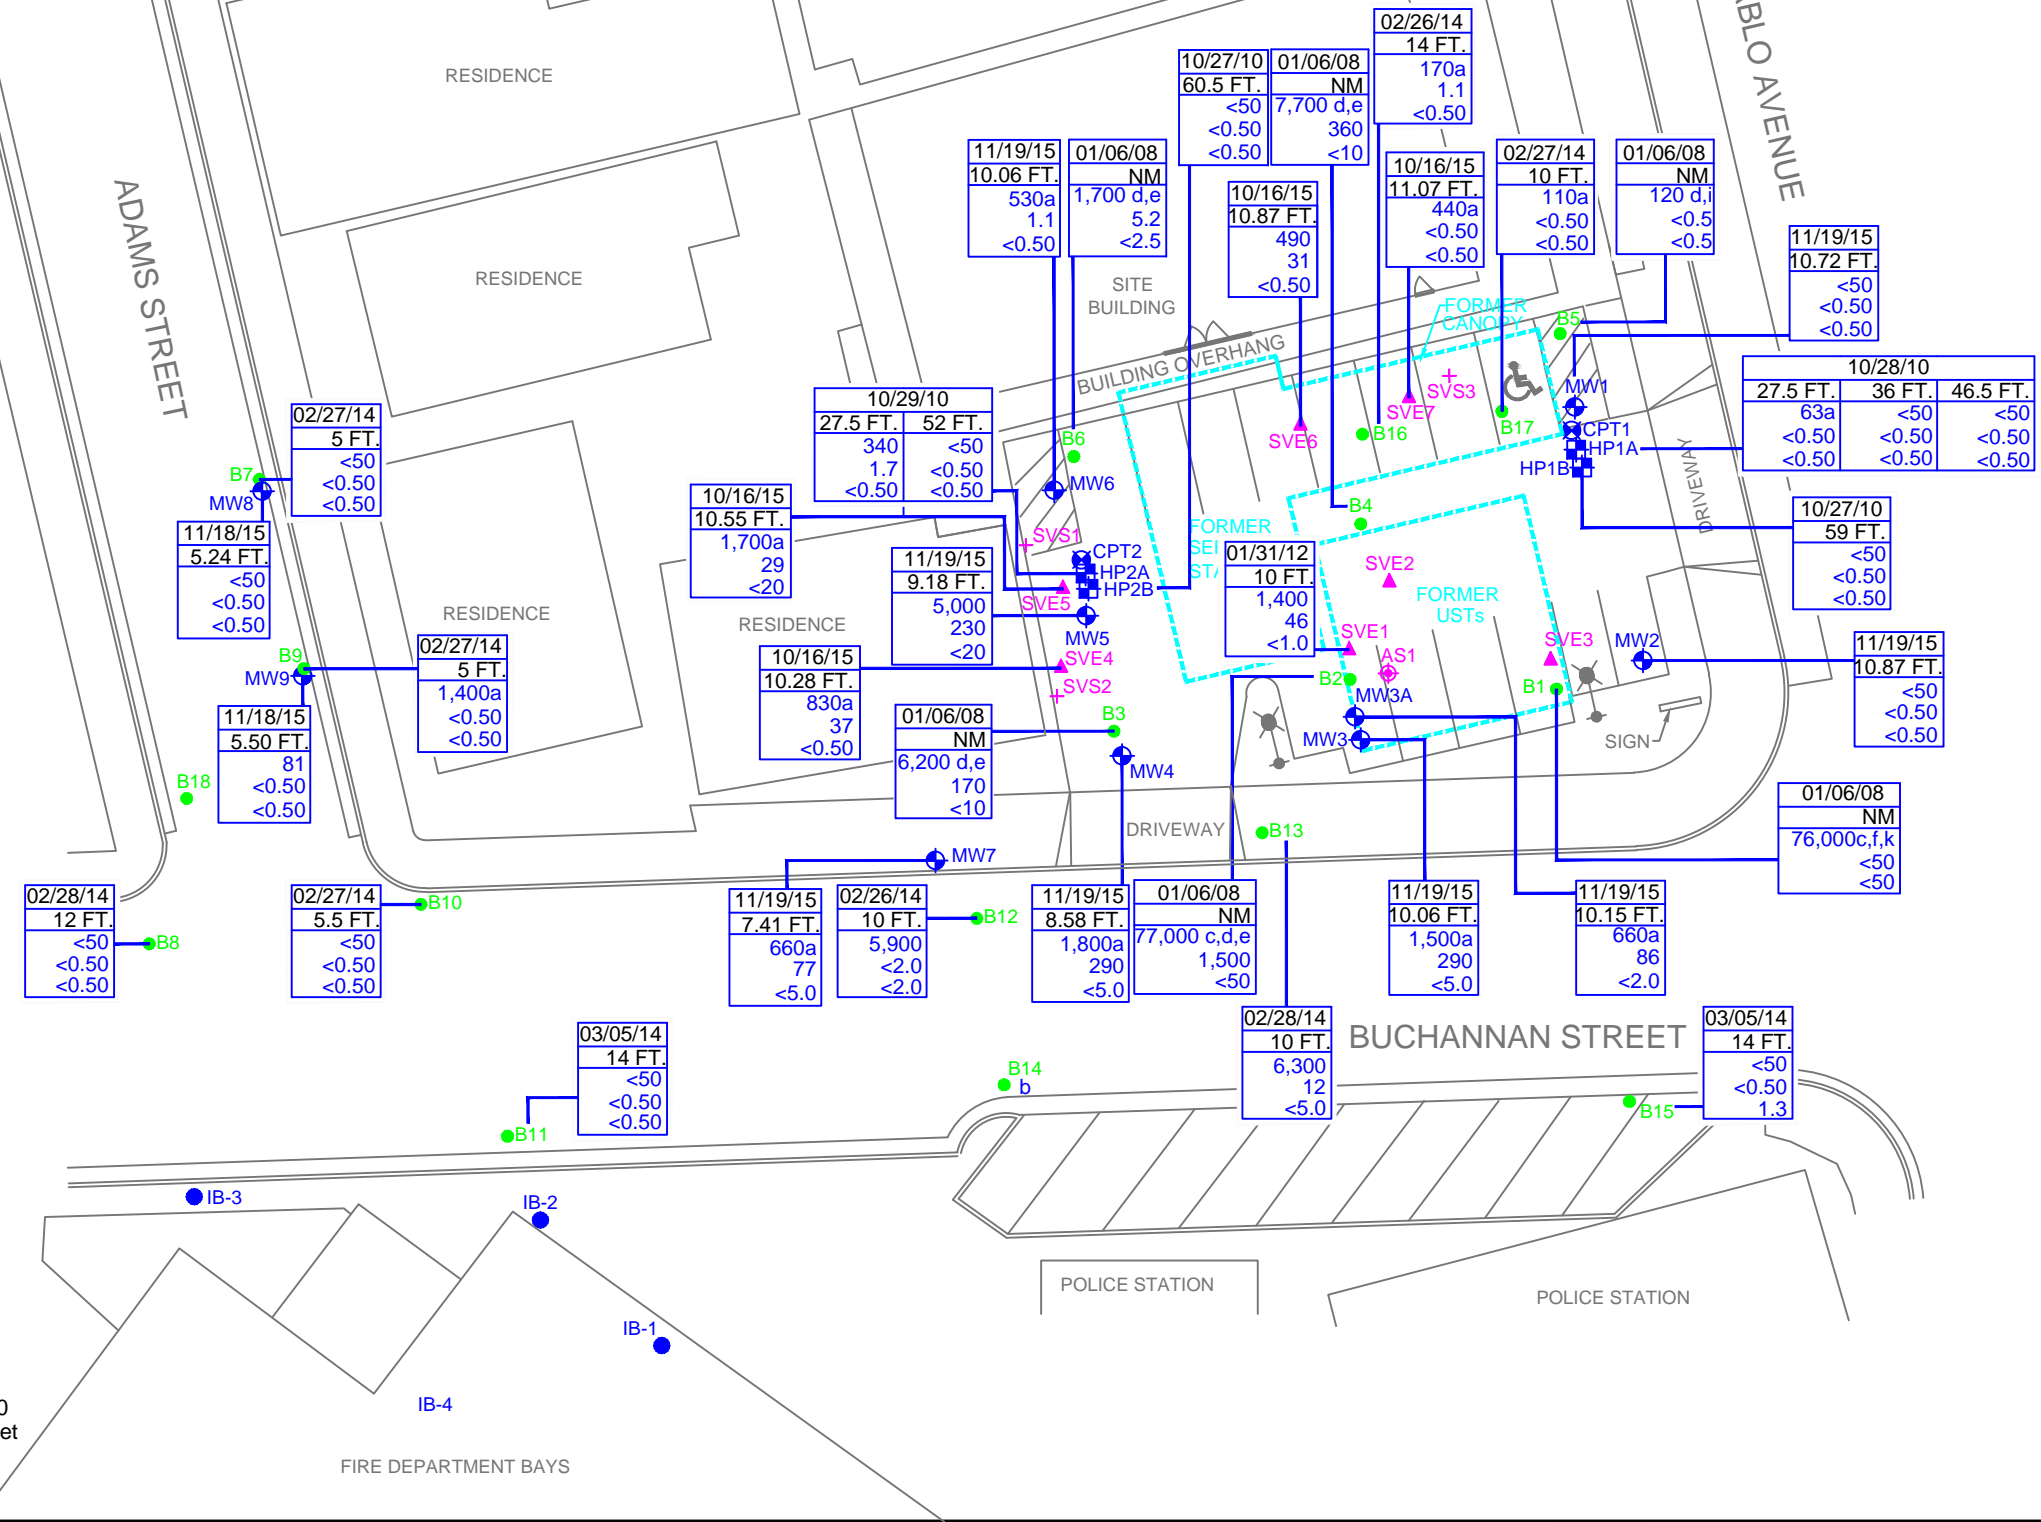 ABLO AVENUE
ADAMS STREET
RESIDENCE
RESIDENCE
RESIDENCE
RESIDENCE
SITE
BUILDING
BUILDING OVERHANG
FORMER
CANOPY
02/26/14
14 FT.
170a
1.1
<0.50
10/27/10
60.5 FT.
<50
<0.50
<0.50
01/06/08
NM
7,700 d,e
360
<10
11/19/15
10.06 FT.
530a
1.1
<0.50
01/06/08
NM
1,700 d,e
5.2
<2.5
10/16/15
10.87 FT.
490
31
<0.50
10/16/15
11.07 FT.
440a
<0.50
<0.50
02/27/14
10 FT.
110a
<0.50
<0.50
01/06/08
NM
120 d,i
<0.5
<0.5
11/19/15
10.72 FT.
<50
<0.50
<0.50
10/28/10
27.5 FT. 36 FT. 46.5 FT.
63a <50 <50
<0.50 <0.50 <0.50
<0.50 <0.50 <0.50
10/29/10
27.5 FT. 52 FT.
340 <50
1.7 <0.50
<0.50 <0.50
02/27/14
5 FT.
<50
<0.50
<0.50
B5
MW1
CPT1
HP1A
HP1B
SVS3
SVE7
SVE6
B16
B17
B6
MW6
B7
MW8
B4
10/16/15
10.55 FT.
1,700a
29
<20
10/27/10
59 FT.
<50
<0.50
<0.50
DRIVEWAY
11/18/15
5.24 FT.
<50
<0.50
<0.50
SVS1
CPT2
HP2A
HP2B
SVE5
MW5
FORMER
SE
STA
11/19/15
9.18 FT.
5,000
230
<20
01/31/12
10 FT.
1,400
46
<1.0
SVE2
FORMER
USTs
SVE1
AS1
SVE3
MW2
B2
B1
MW3A
MW3
SIGN
11/19/15
10.87 FT.
<50
<0.50
<0.50
02/27/14
5 FT.
1,400a
<0.50
<0.50
B9
MW9
10/16/15
10.28 FT.
830a
37
<0.50
SVE4
SVS2
B3
MW4
11/18/15
5.50 FT.
81
<0.50
<0.50
B18
01/06/08
NM
6,200 d,e
170
<10
01/06/08
NM
76,000c,f,k
<50
<50
DRIVEWAY
B13
MW7
02/28/14
12 FT.
<50
<0.50
<0.50
B8
02/27/14
5.5 FT.
<50
<0.50
<0.50
B10
11/19/15
7.41 FT.
660a
77
<5.0
02/26/14
10 FT.
5,900
<2.0
<2.0
B12
11/19/15
8.58 FT.
1,800a
290
<5.0
01/06/08
NM
77,000 c,d,e
1,500
<50
11/19/15
10.06 FT.
1,500a
290
<5.0
11/19/15
10.15 FT.
660a
86
<2.0
02/28/14
10 FT.
6,300
12
<5.0
BUCHANNAN STREET
03/05/14
14 FT.
<50
<0.50
1.3
03/05/14
14 FT.
<50
<0.50
<0.50
B11
B14
b
B15
IB-3
IB-2
IB-1
IB-4
POLICE STATION
POLICE STATION
FIRE DEPARTMENT BAYS
0
et